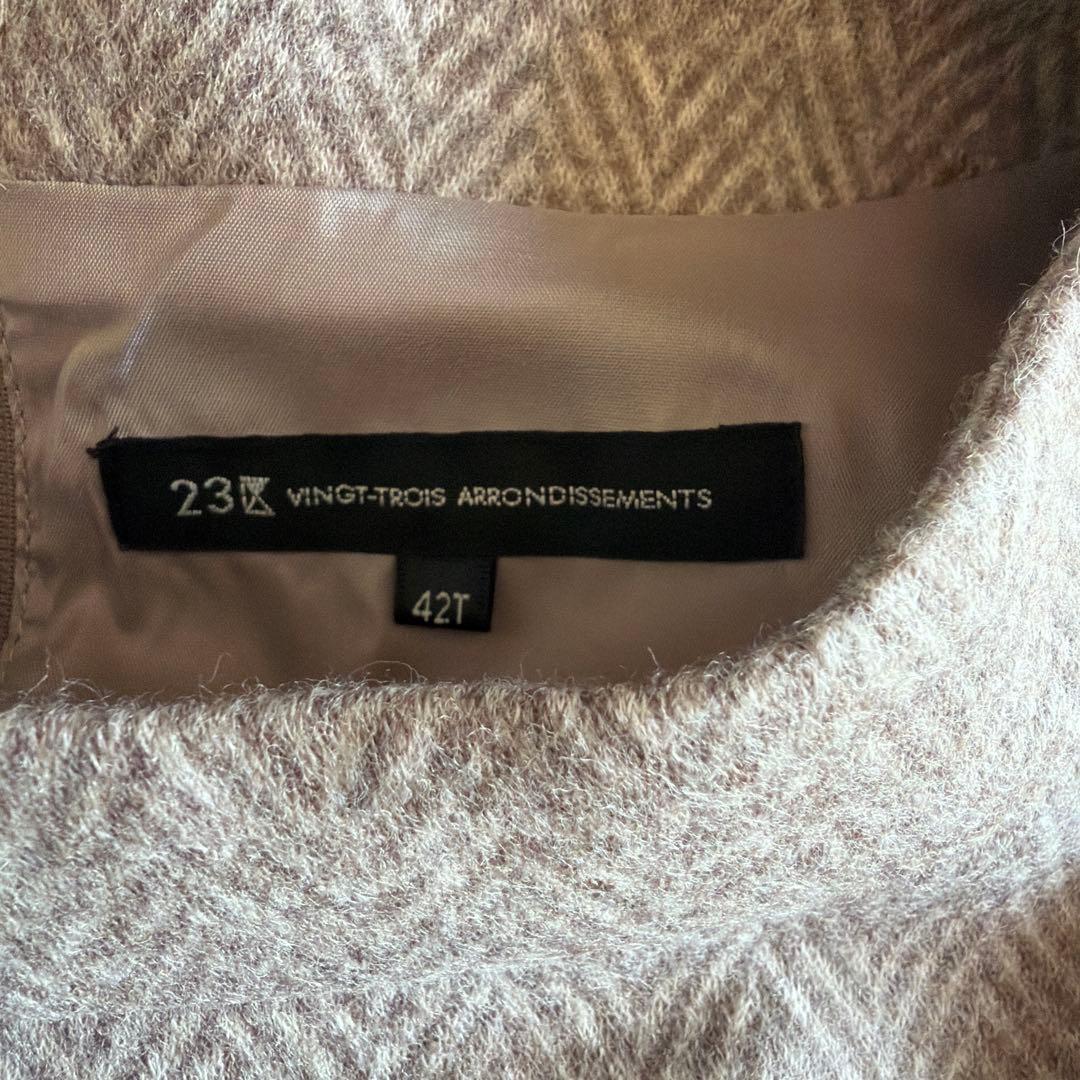 23区 VINGT-TROIS ARRONDISSEMENTS
42T